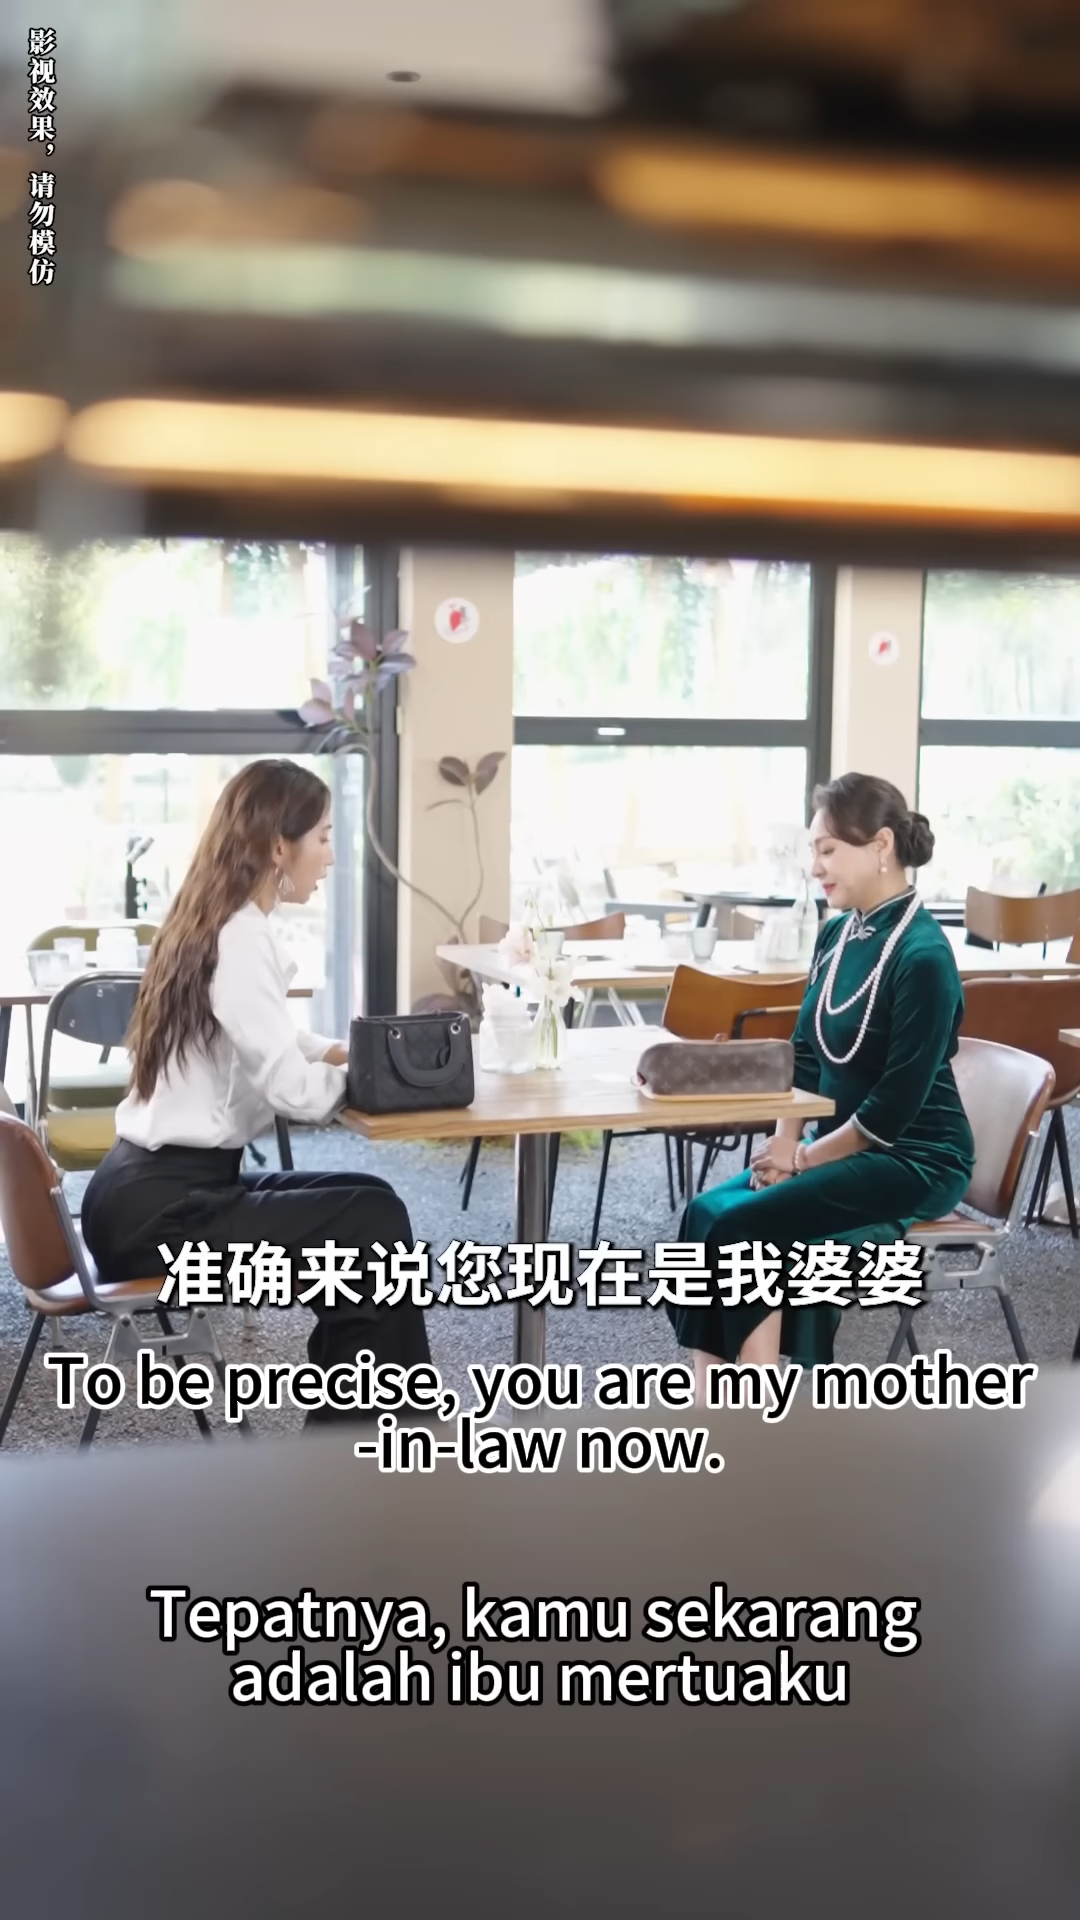 影视效果，请勿模仿
准确来说您现在是我婆婆
To be precise, you are my mother
-in-law now.
Tepatnya, kamu sekarang
adalah ibu mertuaku